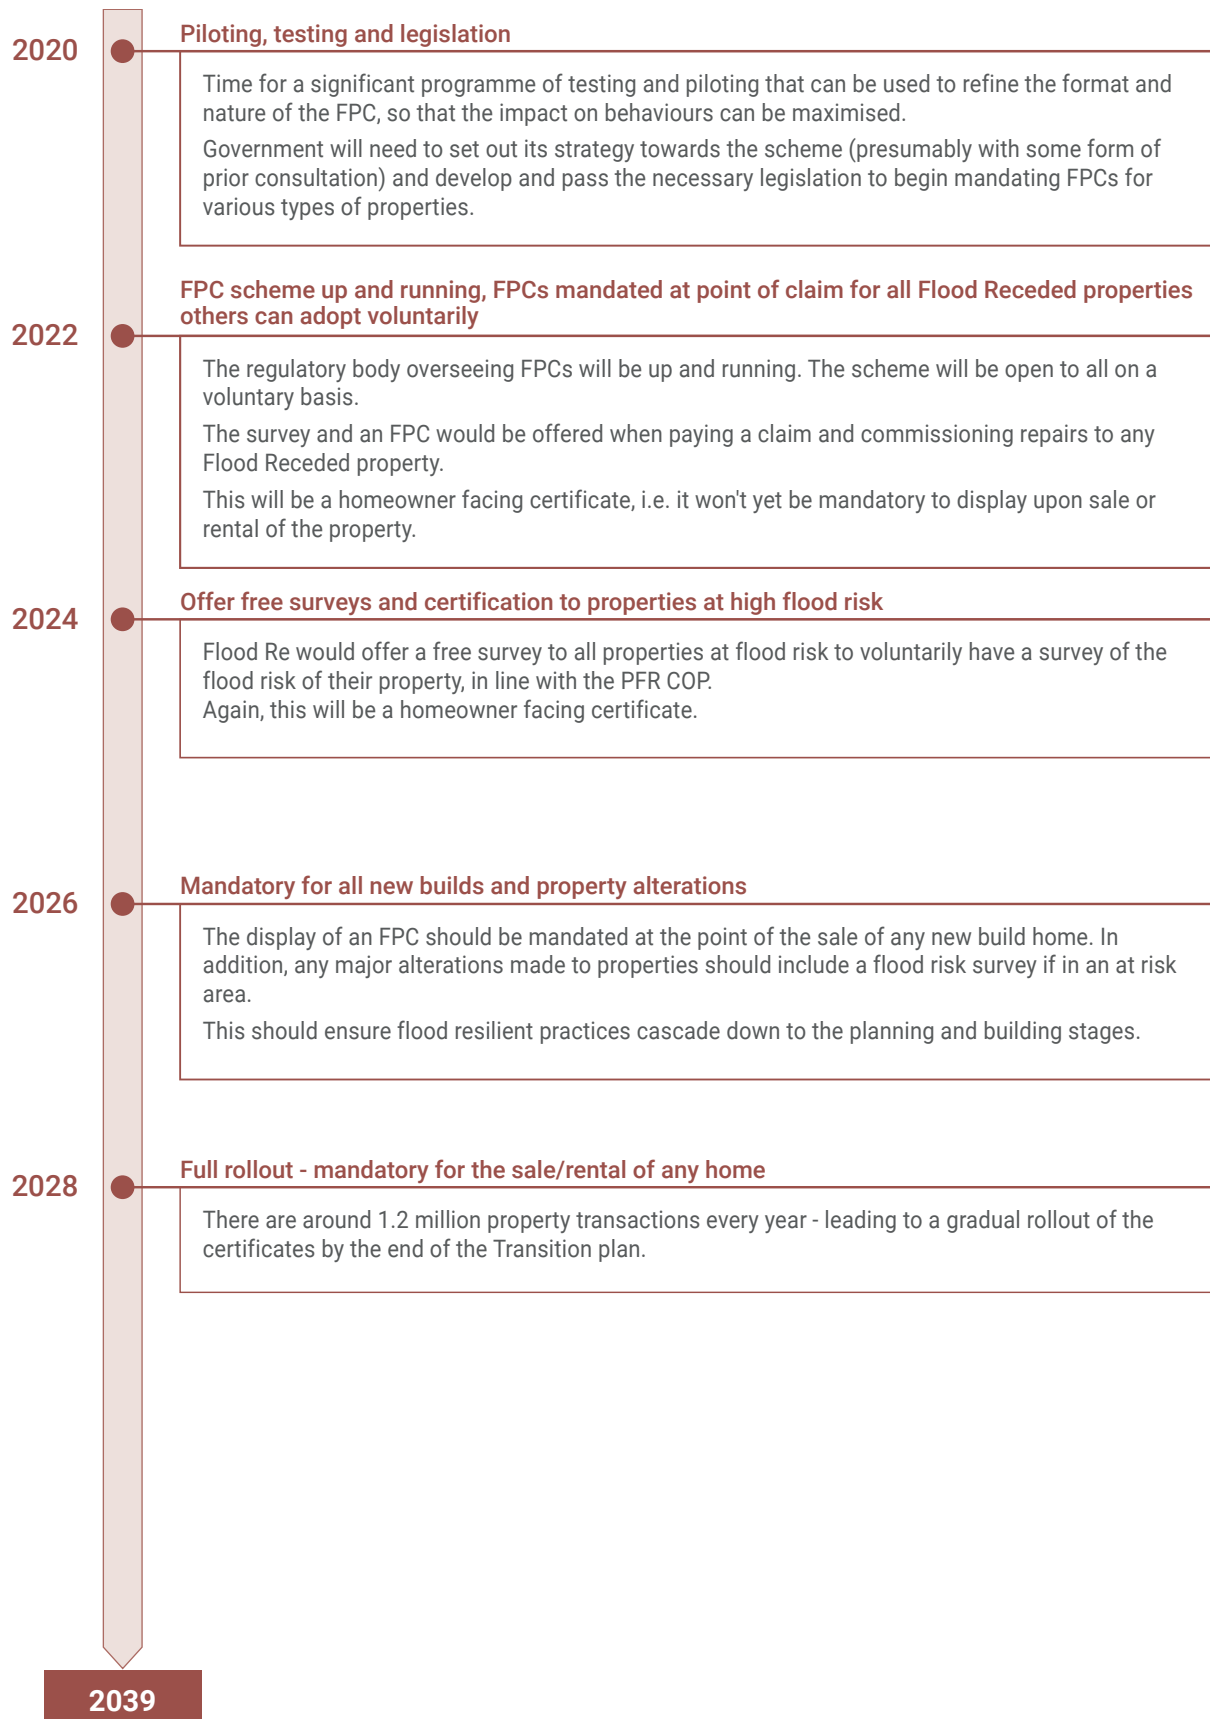 2020
Piloting, testing and legislation
Time for a significant programme of testing and piloting that can be used to refine the format and
nature of the FPC, so that the impact on behaviours can be maximised.
Government will need to set out its strategy towards the scheme (presumably with some form of
prior consultation) and develop and pass the necessary legislation to begin mandating FPCs for
various types of properties.
2022
FPC scheme up and running, FPCs mandated at point of claim for all Flood Receded properties
others can adopt voluntarily
The regulatory body overseeing FPCs will be up and running. The scheme will be open to all on a
voluntary basis.
The survey and an FPC would be offered when paying a claim and commissioning repairs to any
Flood Receded property.
This will be a homeowner facing certificate, i.e. it won't yet be mandatory to display upon sale or
rental of the property.
2024
Offer free surveys and certification to properties at high flood risk
Flood Re would offer a free survey to all properties at flood risk to voluntarily have a survey of the
flood risk of their property, in line with the PFR COP.
Again, this will be a homeowner facing certificate.
2026
Mandatory for all new builds and property alterations
The display of an FPC should be mandated at the point of the sale of any new build home. In
addition, any major alterations made to properties should include a flood risk survey if in an at risk
area.
This should ensure flood resilient practices cascade down to the planning and building stages.
2028
Full rollout - mandatory for the sale/rental of any home
There are around 1.2 million property transactions every year - leading to a gradual rollout of the
certificates by the end of the Transition plan.
2039